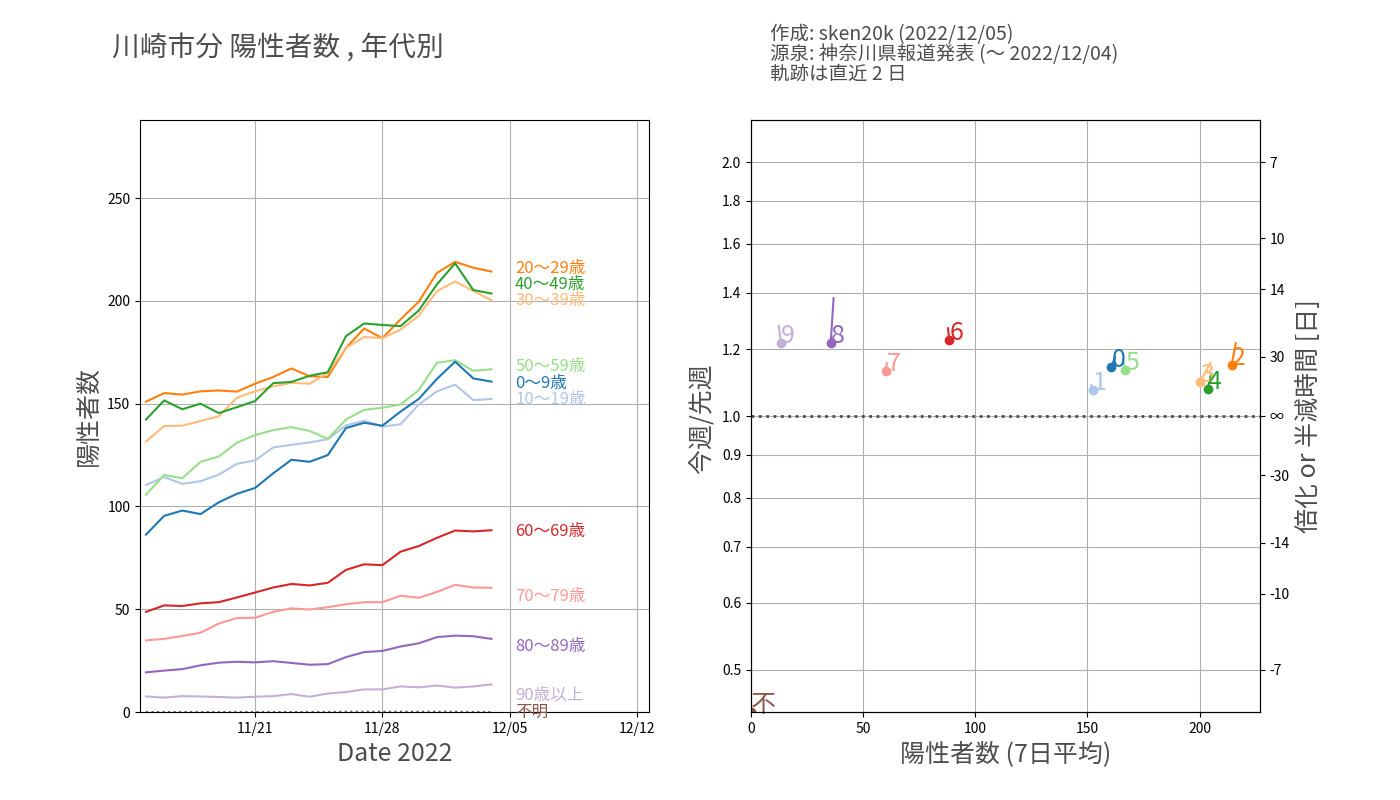 川崎市分 陽性者数 , 年代別
作成: sken20k (2022/12/05)
源泉: 神奈川県報道発表 (～ 2022/12/04)
軌跡は直近 2 日
陽性者数
250
200
150
100
50
0
20～29歳
40～49歳
30～39歳
50～59歳
0～9歳
10～19歳
60～69歳
70～79歳
80～89歳
90歳以上
不明
11/21
11/28
12/05
12/12
Date 2022
今週/先週
2.0
1.8
1.6
1.4
1.2
1.0
0.9
0.8
0.7
0.6
0.5
9
8
7
6
0
5
1
2
3
4
不
0
50
100
150
200
陽性者数 (7日平均)
7
10
14
30
∞
-30
-14
-10
-7
倍化 or 半減時間 [日]